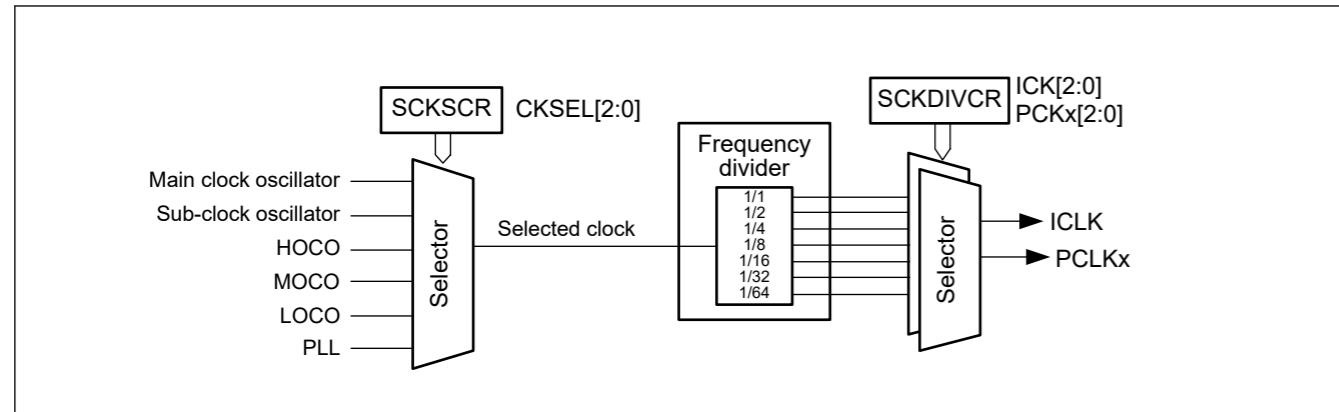 SCKSCR
CKSEL[2:0]
SCKDIVCR
ICK[2:0]
PCKx[2:0]
Main clock oscillator
Sub-clock oscillator
HOCO
MOCO
LOCO
PLL
Selector
Selected clock
Frequency
divider
1/1
1/2
1/4
1/8
1/16
1/32
1/64
Selector
ICLK
PCLKx